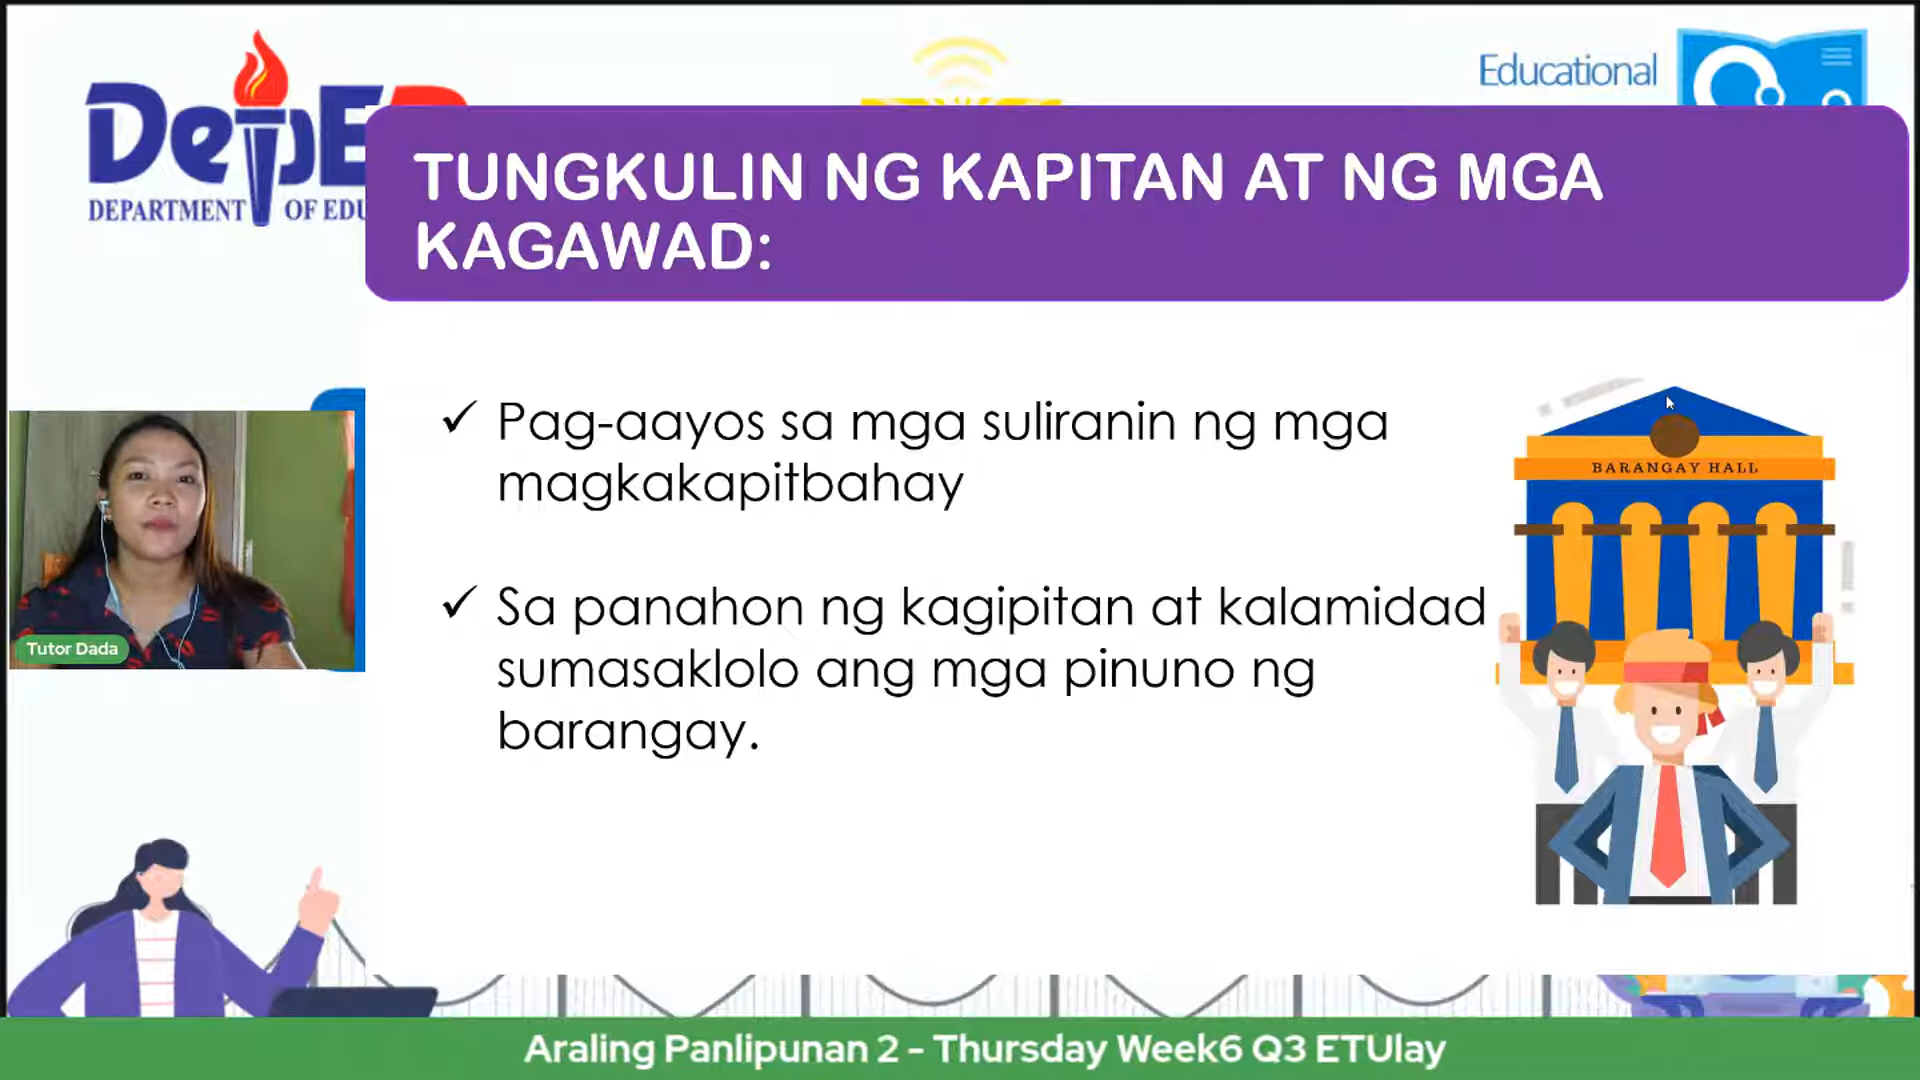 DepED
DEPARTMENT OF EDU
Educational
TUNGKULIN NG KAPITAN AT NG MGA
KAGAWAD:
✓ Pag-aayos sa mga suliranin ng mga
magkakapitbahay
✓ Sa panahon ng kagipitan at kalamidad
sumasaklolo ang mga pinuno ng
barangay.
BARANGAY HALL
Tutor Dada
Araling Panlipunan 2 - Thursday Week6 Q3 ETUlay